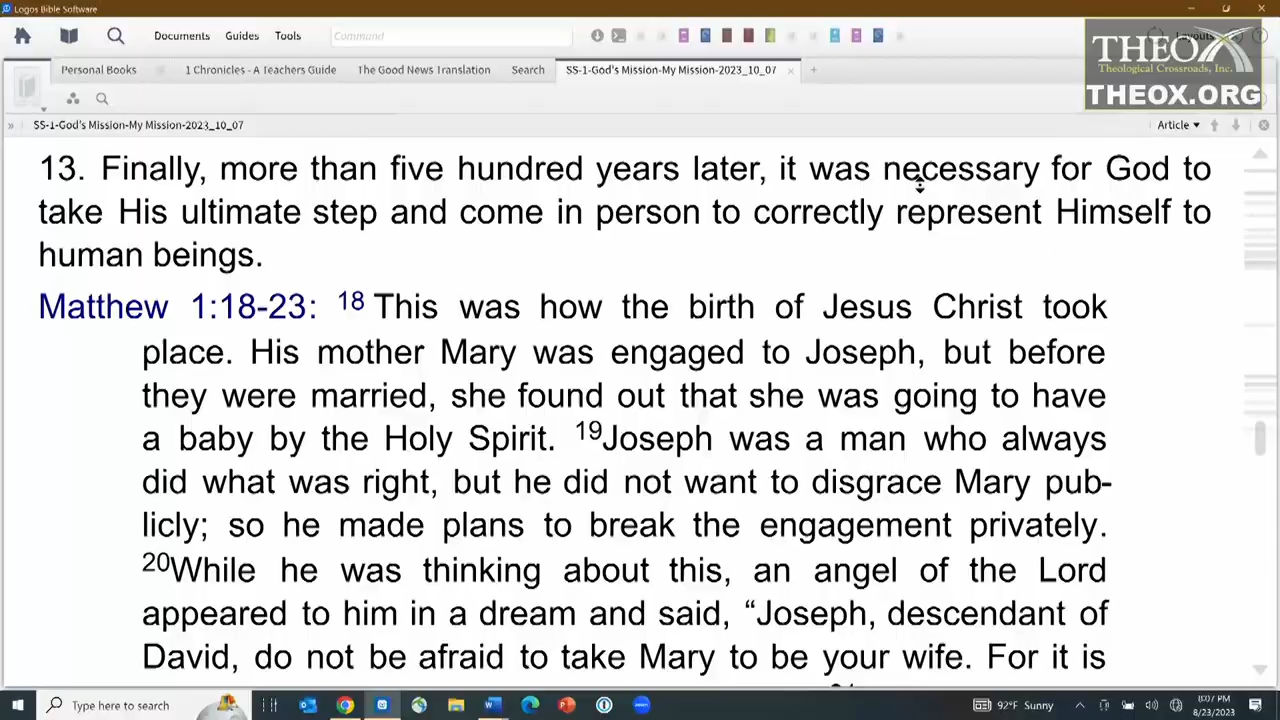 Logos Bible Software
Documents Guides Tools Command Layouts
THEOX
Theological Crossroads, Inc.
THEOX.ORG
Personal Books 1 Chronicles - A Teachers Guide The Good News Translatio Search SS-1-God's Mission-My Mission-2023_10_07
SS-1-God's Mission-My Mission-2023_10_07 Article
13. Finally, more than five hundred years later, it was necessary for God to
take His ultimate step and come in person to correctly represent Himself to
human beings.
Matthew 1:18-23: 18 This was how the birth of Jesus Christ took
place. His mother Mary was engaged to Joseph, but before
they were married, she found out that she was going to have
a baby by the Holy Spirit. 19Joseph was a man who always
did what was right, but he did not want to disgrace Mary pub-
licly; so he made plans to break the engagement privately.
20While he was thinking about this, an angel of the Lord
appeared to him in a dream and said, “Joseph, descendant of
David, do not be afraid to take Mary to be your wife. For it is
Type here to search
92°F Sunny
8:07 PM
8/23/2023